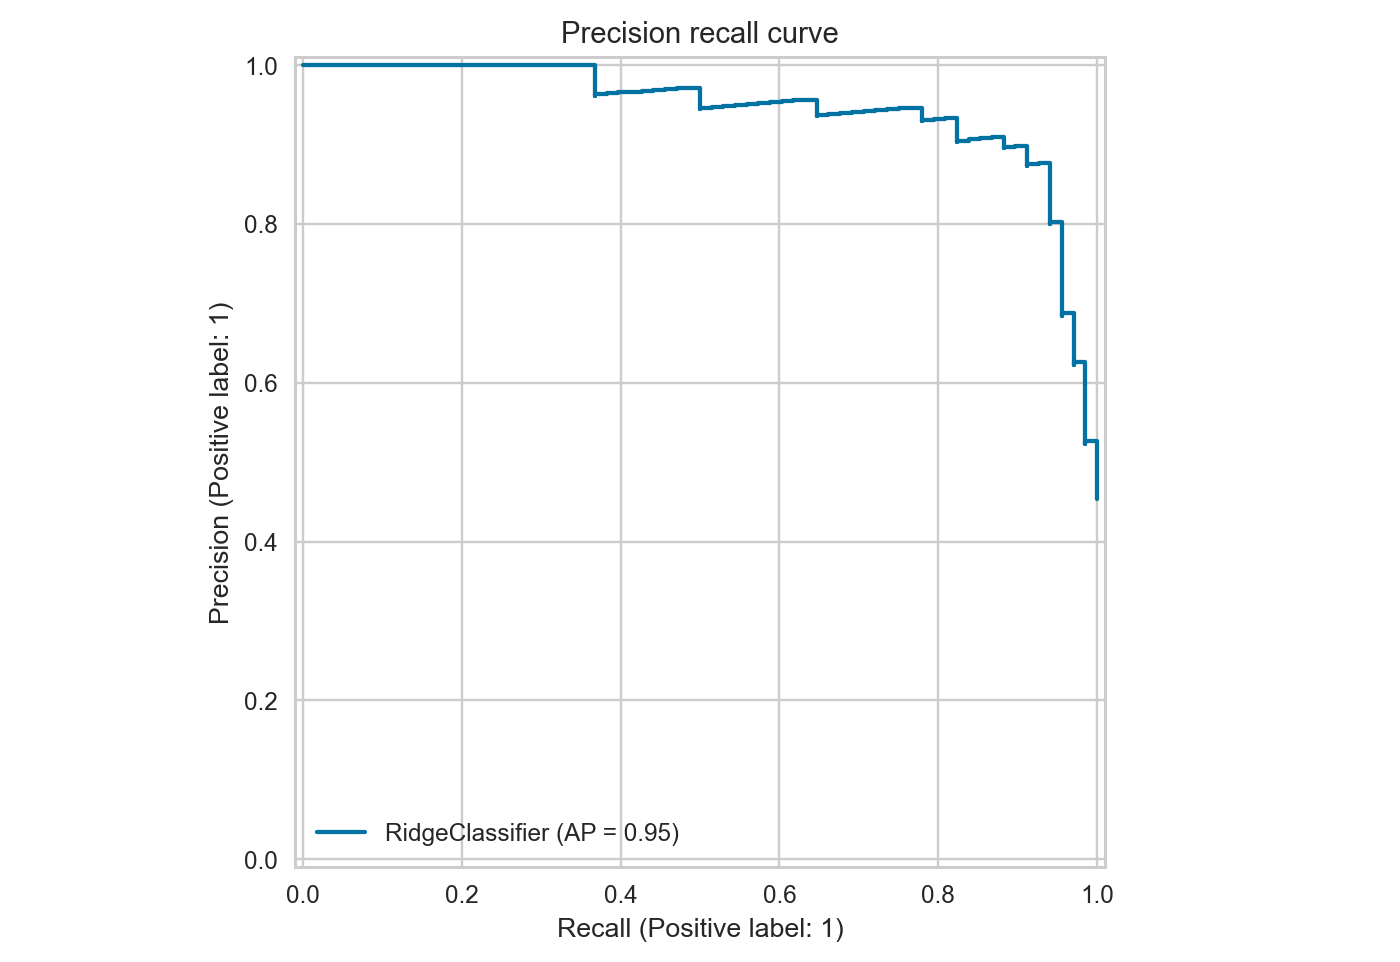 Precision recall curve
1.0
0.8
0.6
0.4
0.2
0.0
Precision (Positive label: 1)
RidgeClassifier (AP = 0.95)
0.0 0.2 0.4 0.6 0.8 1.0
Recall (Positive label: 1)